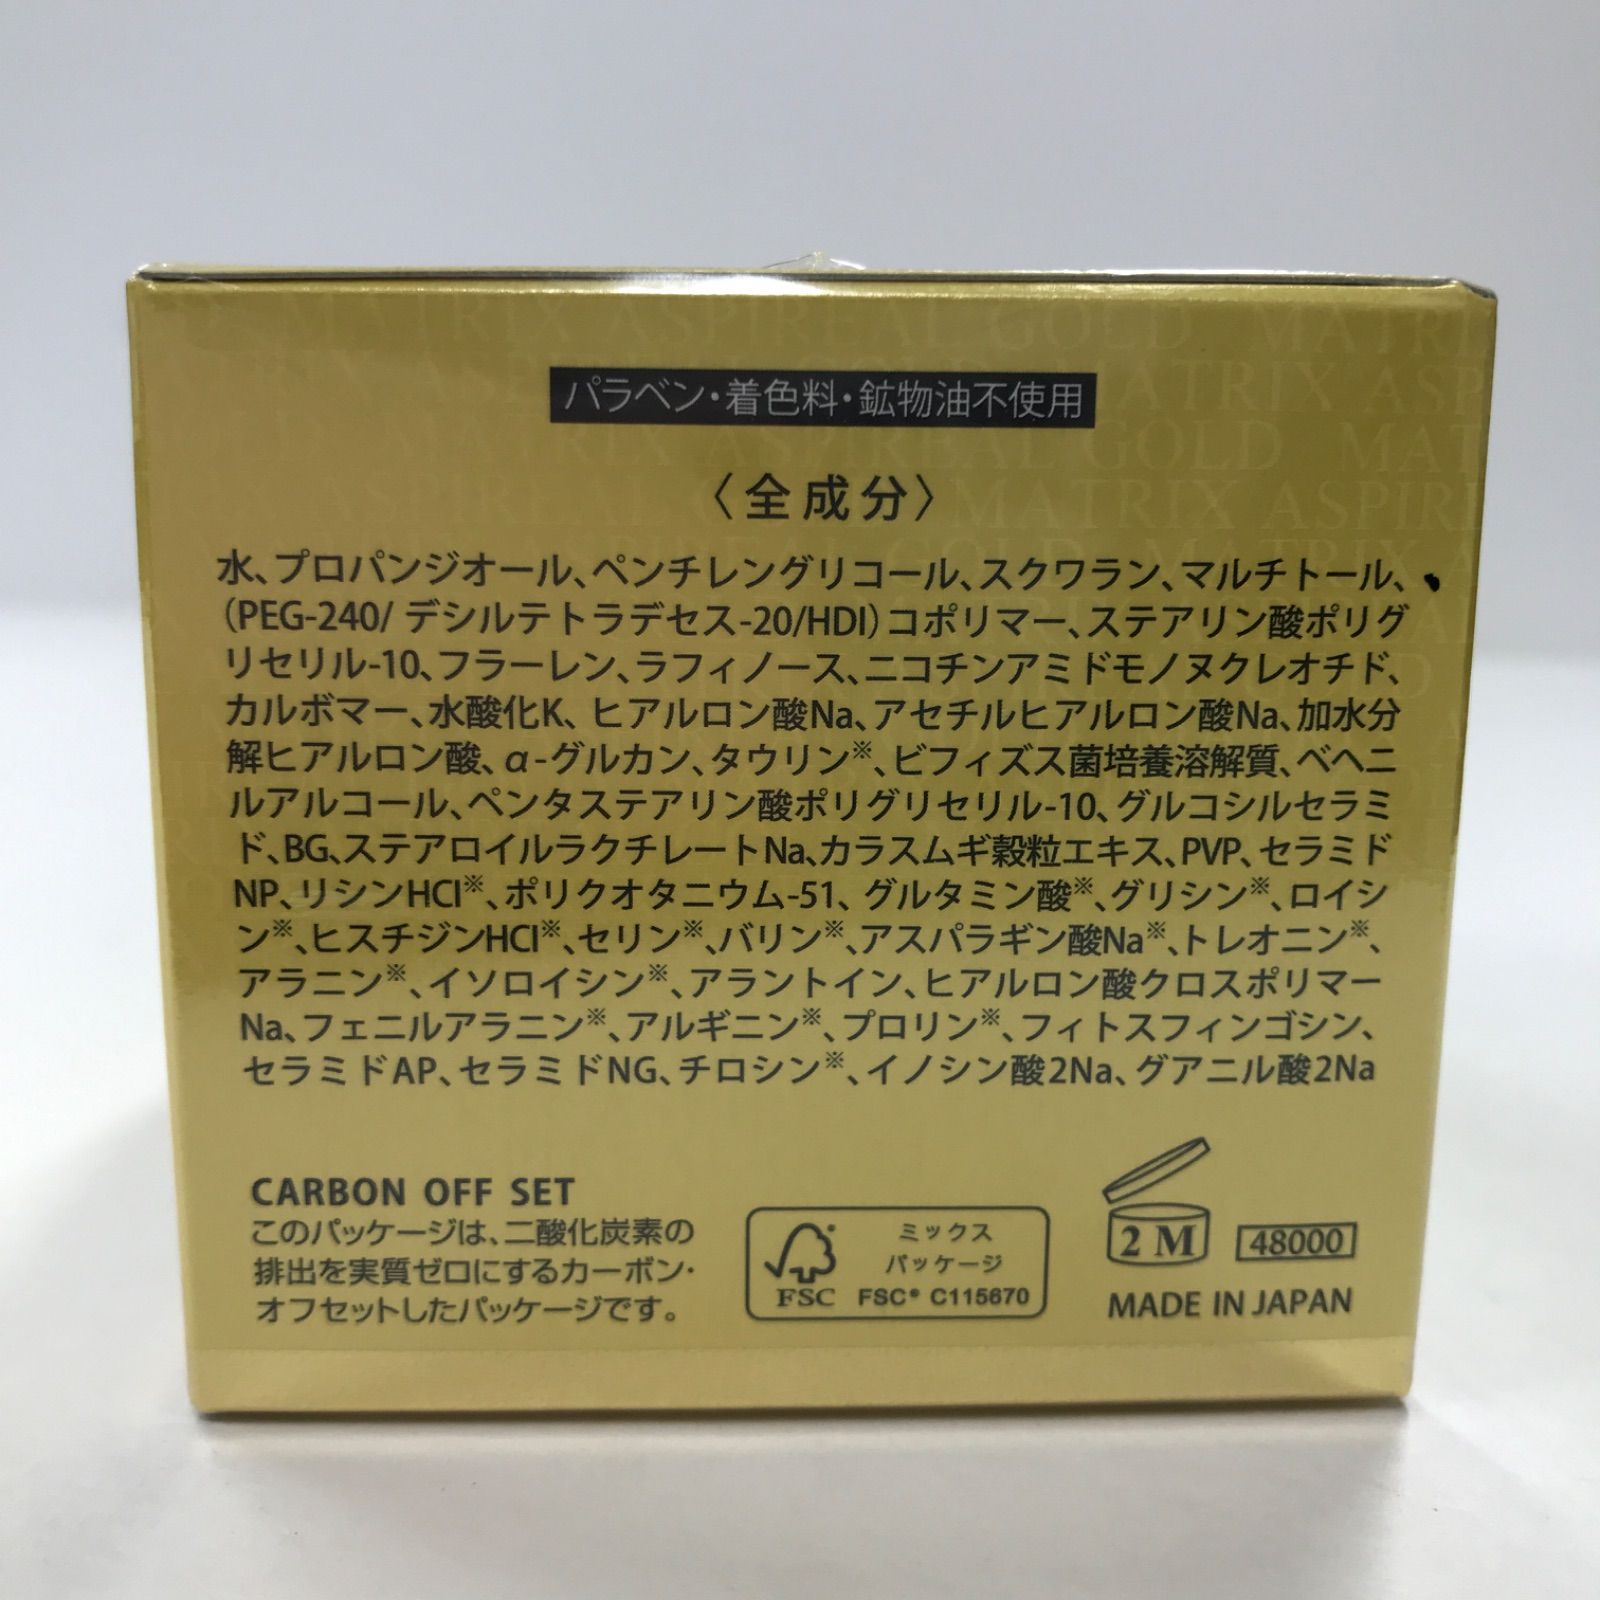 MATRIX ASPIREAL GOLD MATRI
パラベン・着色料・鉱物油不使用
〈全成分〉
水、プロパンジオール、ペンチレングリコール、スクワラン、マルチトール、
(PEG-240/ デシルテトラデセス-20/HDI)コポリマー、ステアリン酸ポリグ
リセリル-10、フラーレン、ラフィノース、ニコチンアミドモノヌクレオチド、
カルボマー、水酸化K、ヒアルロン酸Na、アセチルヒアルロン酸Na、加水分
解ヒアルロン酸、α-グルカン、タウリン※、ビフィズス菌培養溶解質、ベヘニ
ルアルコール、ペンタステアリン酸ポリグリセリル-10、グルコシルセラミ
ド、BG、ステアロイルラクチレートNa、カラスムギ穀粒エキス、PVP、セラミド
NP、リシンHCl※、ポリクオタニウム-51、グルタミン酸※、グリシン※、ロイシ
ン※、ヒスチジンHCl※、セリン※、バリン※、アスパラギン酸Na※、トレオニン※、
アラニン※、イソロイシン※、アラントイン、ヒアルロン酸クロスポリマー
Na、フェニルアラニン※、アルギニン※、プロリン※、フィトスフィンゴシン、
セラミドAP、セラミドNG、チロシン※、イノシン酸2Na、グアニル酸2Na
CARBON OFF SET
このパッケージは、二酸化炭素の
排出を実質ゼロにするカーボン・
オフセットしたパッケージです。
FSC
ミックス
パッケージ
FSC® C115670
2 M
48000
MADE IN JAPAN